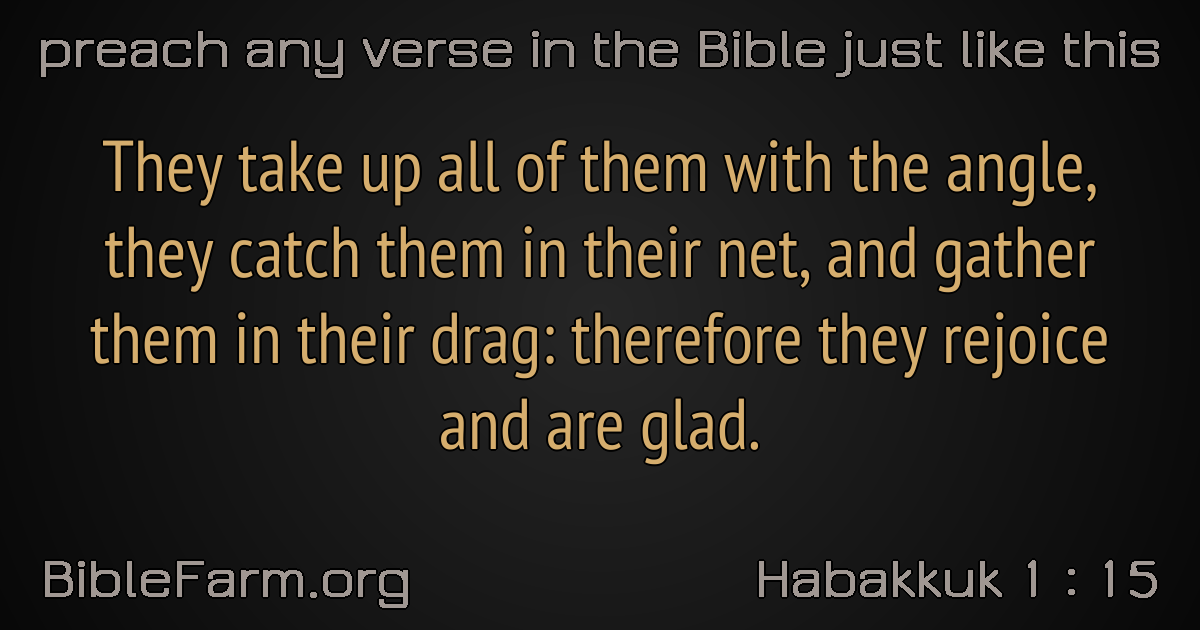 preach any verse in the Bible just like this
They take up all of them with the angle,
they catch them in their net, and gather
them in their drag: therefore they rejoice
and are glad.
BibleFarm.org
Habakkuk 1 : 15